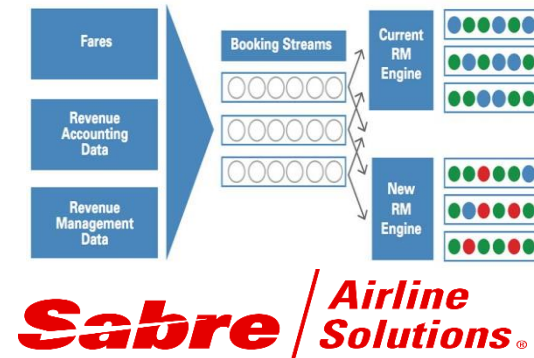 Fares
Revenue
Accounting
Data
Revenue
Management
Data
Booking Streams
Current
RM
Engine
New
RM
Engine
Sabre
Airline
Solutions®